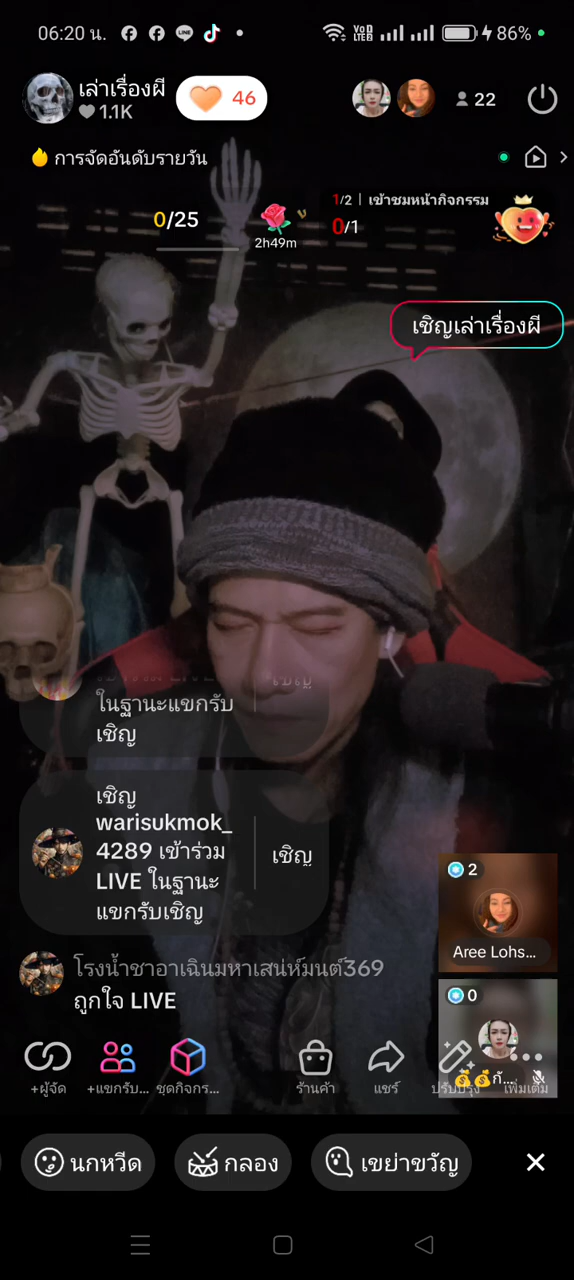 06:20 น.
VoD LTE2
86%
เล่าเรื่องผี
1.1K
46
22
การจัดอันดับรายวัน
0/25
2h49m
1/2 | เข้าชมหน้ากิจกรรม
0/1
เชิญเล่าเรื่องผี
ในฐานะแขกรับ
เชิญ
เชิญ
warisukmok_
4289 เข้าร่วม
LIVE ในฐานะ
แขกรับเชิญ
เชิญ
2
Aree Lohs...
โรงน้ำชาอาเฉินมหาเสน่ห์มนต์369
ถูกใจ LIVE
0
กั...
+ผู้จัด
+แขกรับ...
ชุดกิจกร...
ร้านค้า
แชร์
ปรับปรุง
เพิ่มเติม
นกหวีด
กลอง
เขย่าขวัญ